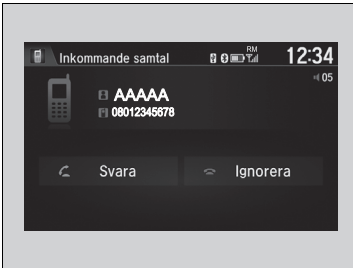 Inkommande samtal RM 12:34
05
AAAAA
08012345678
Svara Ignorera